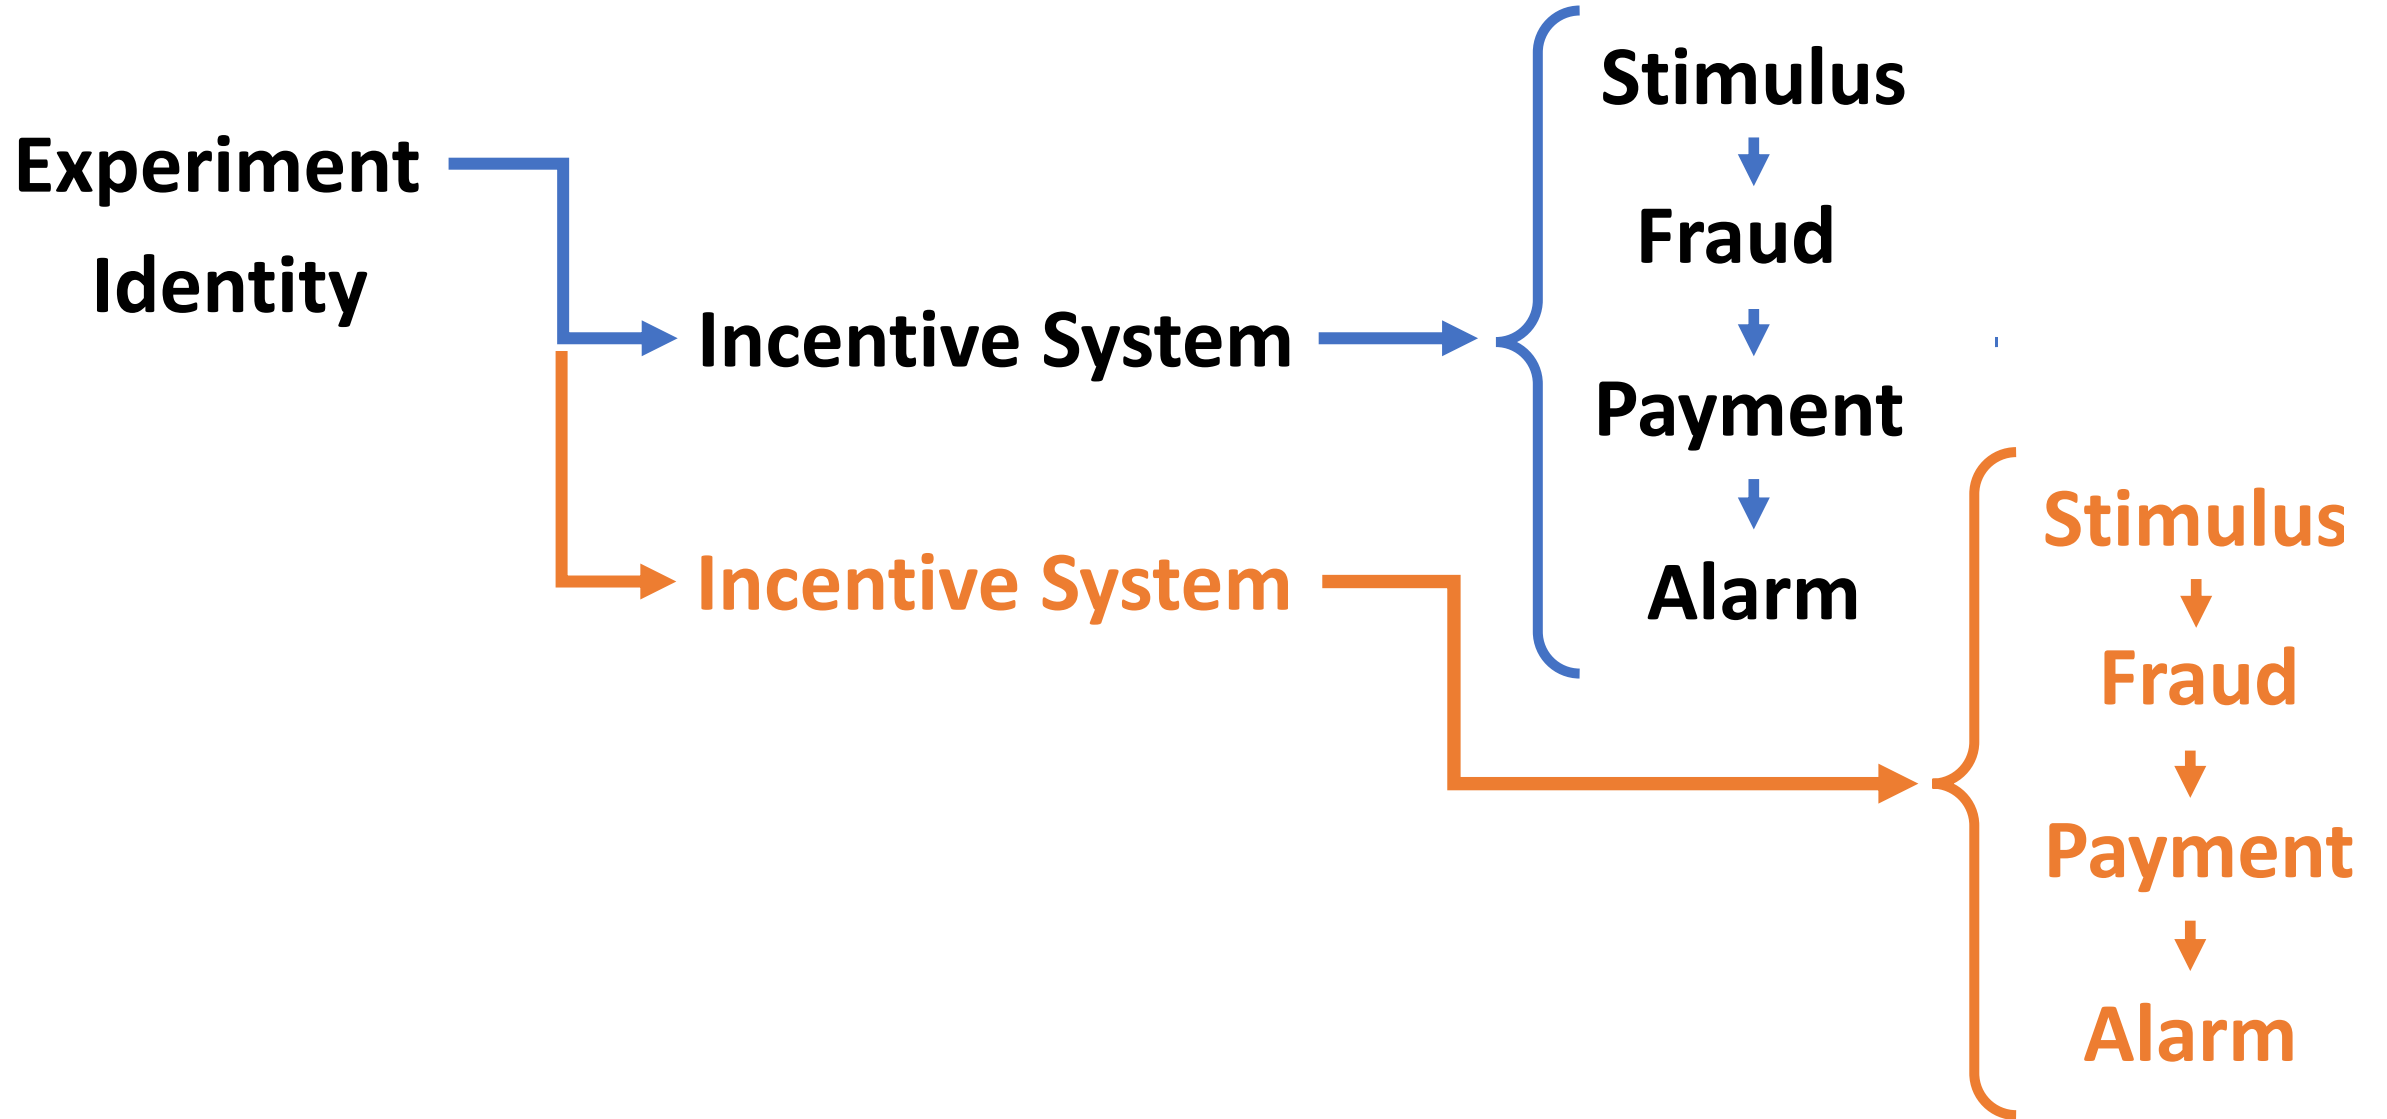 Experiment
Identity
Incentive System
Stimulus
Fraud
Payment
Alarm
Incentive System
Stimulus
Fraud
Payment
Alarm